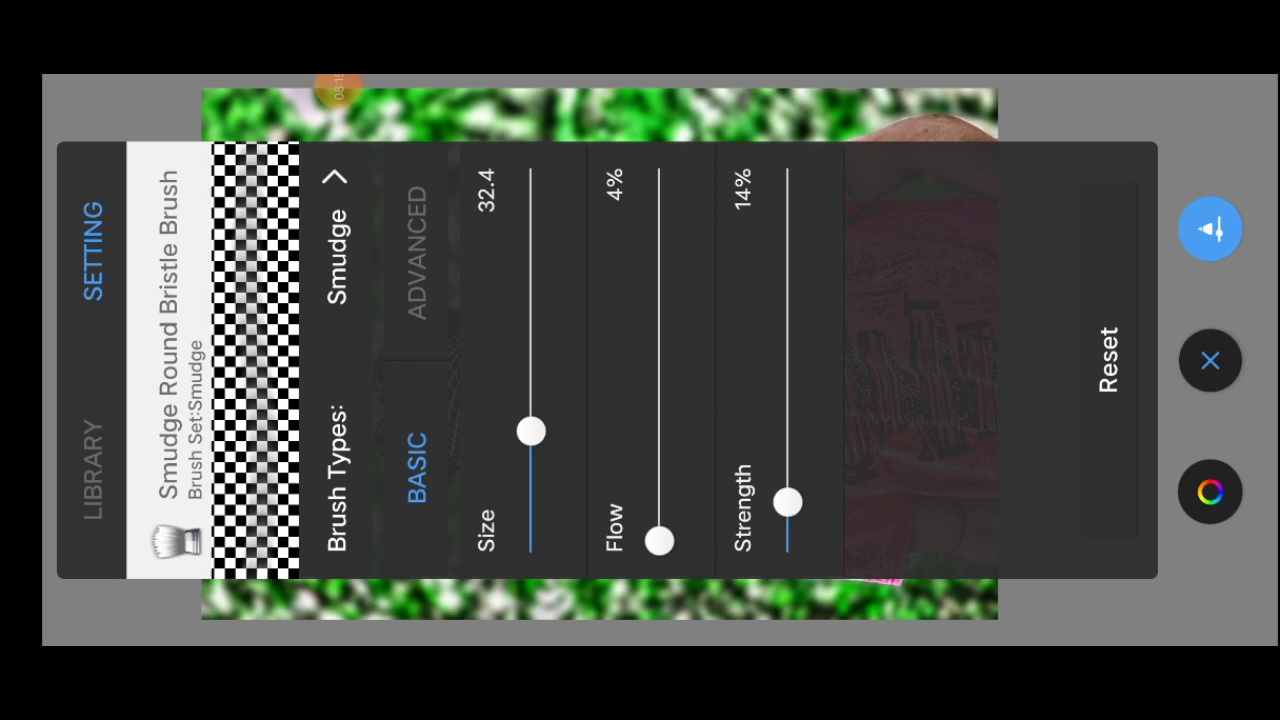 LIBRARY SETTING
Smudge Round Bristle Brush
Brush Set:Smudge
Brush Types: Smudge
BASIC ADVANCED
Size 32.4
Flow 4%
Strength 14%
Reset